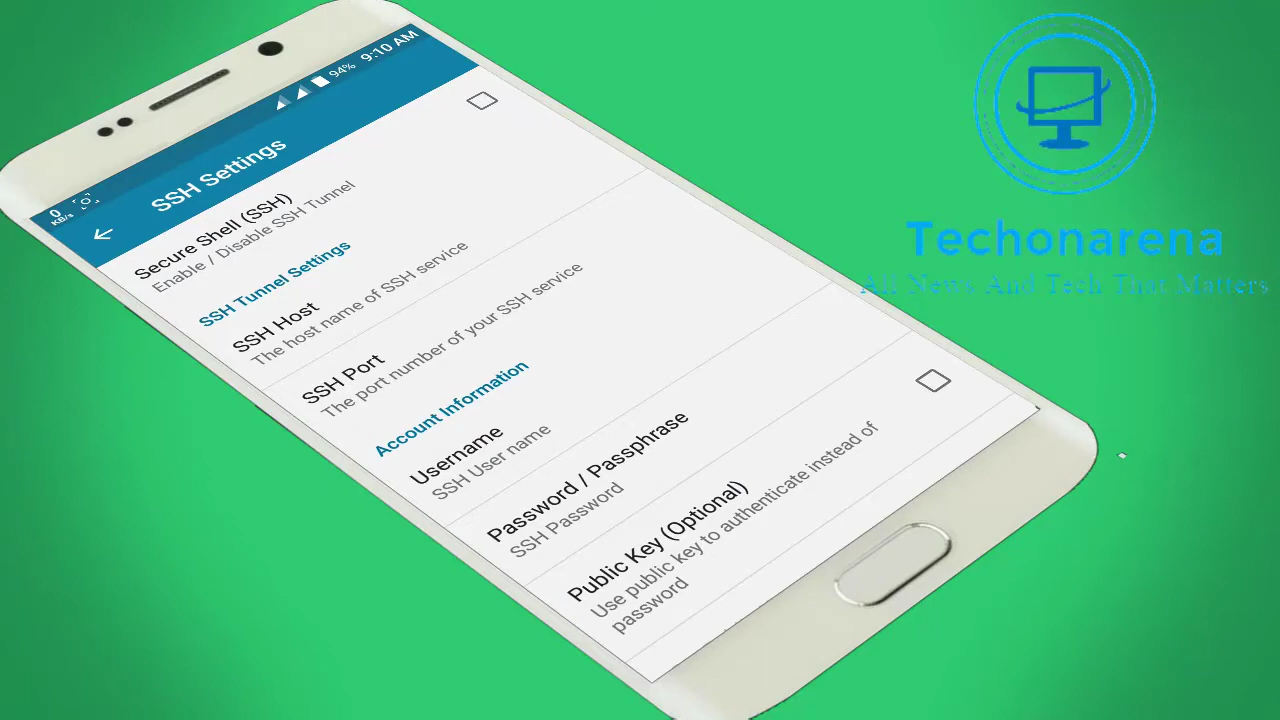 94% 9:10 AM
0
KB/s
SSH Settings
Secure Shell (SSH)
Enable / Disable SSH Tunnel
SSH Tunnel Settings
SSH Host
The host name of SSH service
SSH Port
The port number of your SSH service
Account Information
Username
SSH User name
Password / Passphrase
SSH Password
Public Key (Optional)
Use public key to authenticate instead of
password
Techonarena
All News And Tech That Matters